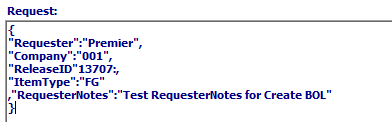 Request:
{
"Requester":"Premier",
"Company":"001",
"ReleaseID"13707:,
"ItemType":"FG"
,"RequesterNotes":"Test RequesterNotes for Create BOL"
}